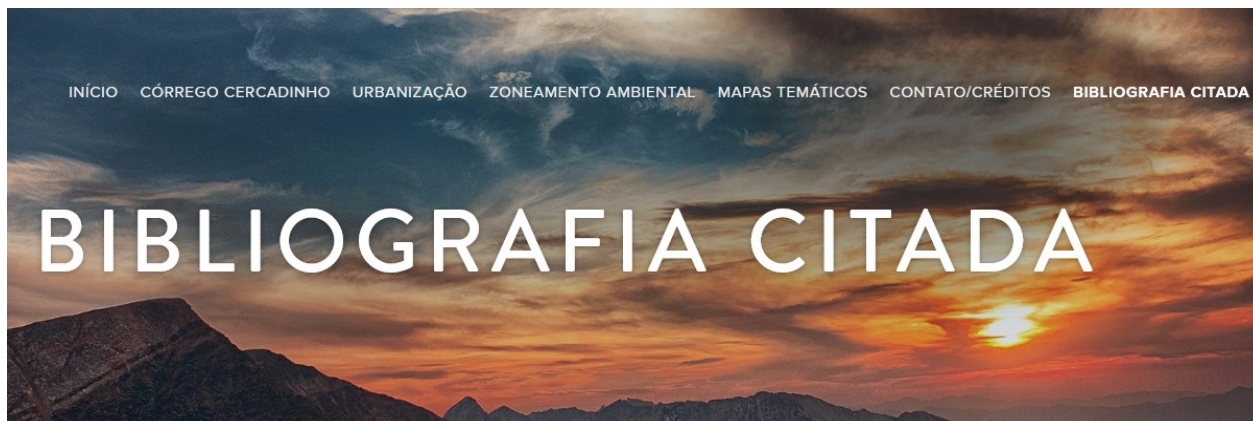 INÍCIO CÓRREGO CERCADINHO URBANIZAÇÃO ZONEAMENTO AMBIENTAL MAPAS TEMÁTICOS CONTATO/CRÉDITOS BIBLIOGRAFIA CITADA
BIBLIOGRAFIA CITADA